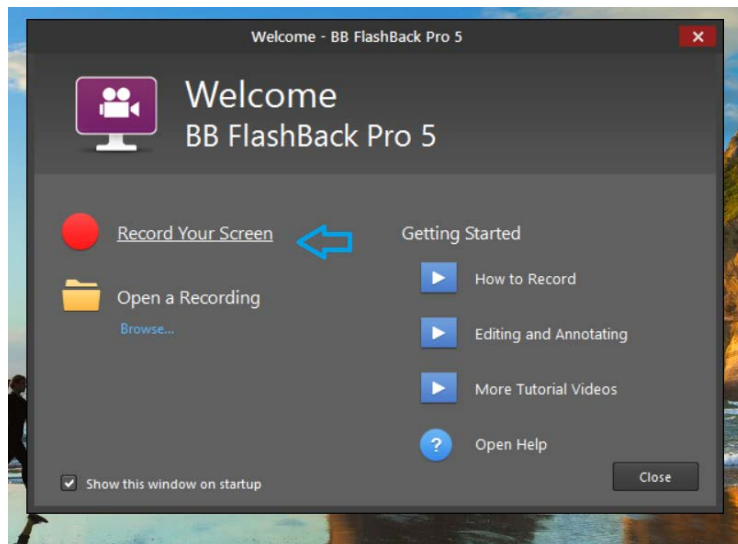 Welcome - BB FlashBack Pro 5
Welcome
BB FlashBack Pro 5
Record Your Screen
Open a Recording
Browse...
Getting Started
How to Record
Editing and Annotating
More Tutorial Videos
? Open Help
Show this window on startup
Close